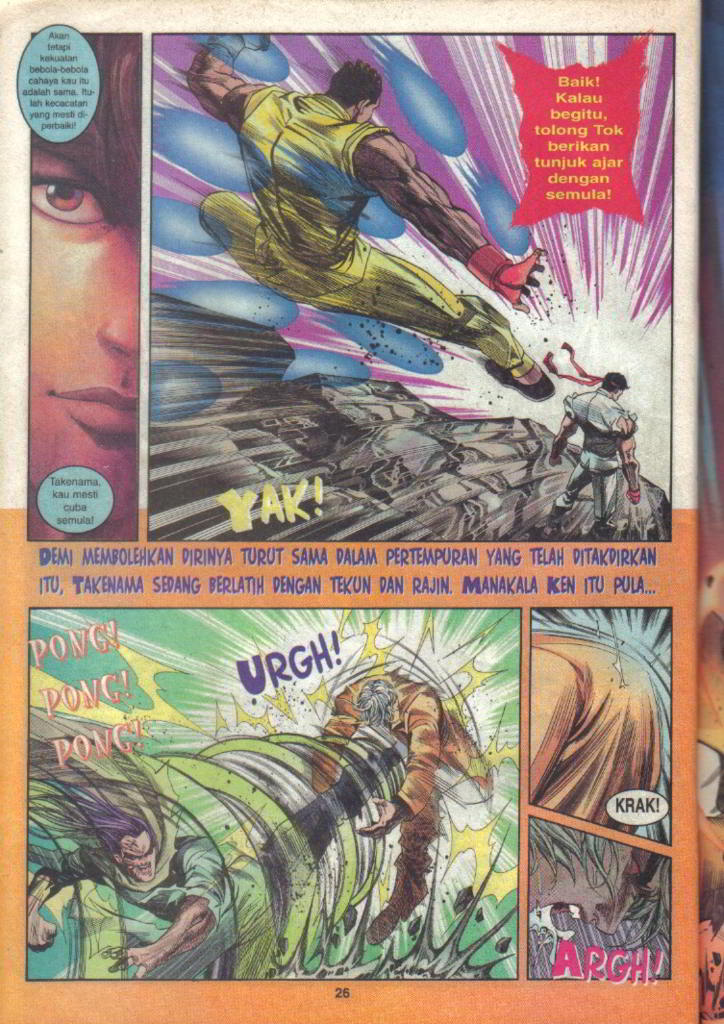 Akan
tetapi
kekuatan
bebola-bebola
cahaya kau itu
adalah sama. Itu-
lah kecacatan
yang mesti di-
perbaiki!
Baik!
Kalau
begitu,
tolong Tok
berikan
tunjuk ajar
dengan
semula!
Takenama,
kau mesti
cuba
semula!
YAK!
DEMI MEMBOLEHKAN DIRINYA TURUT SAMA DALAM PERTEMPURAN YANG TELAH DITAKDIRKAN
ITU, TAKENAMA SEDANG BERLATIH DENGAN TEKUN DAN RAJIN. MANAKALA KEN ITU PULA...
PONG!
PONG!
PONG!
URGH!
KRAK!
ARGH!
26